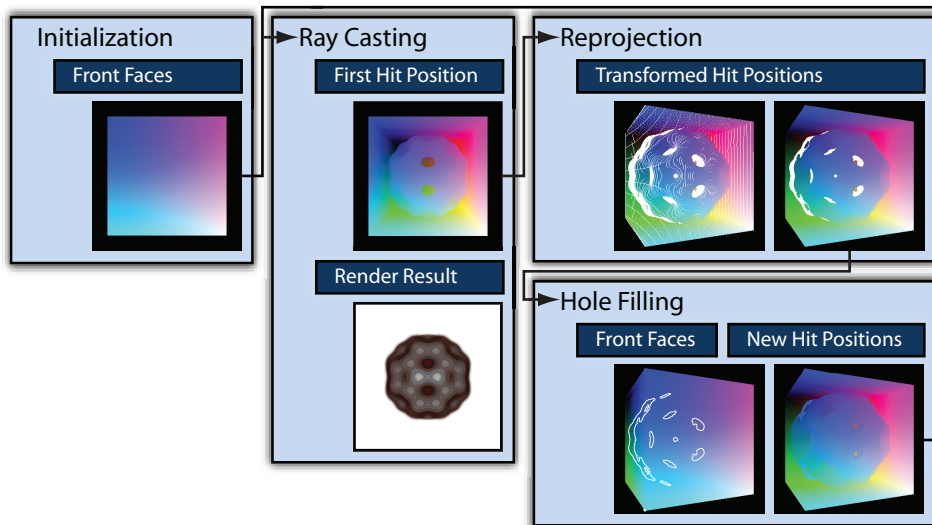 Initialization
Front Faces
Ray Casting
First Hit Position
Render Result
Reprojection
Transformed Hit Positions
Hole Filling
Front Faces
New Hit Positions